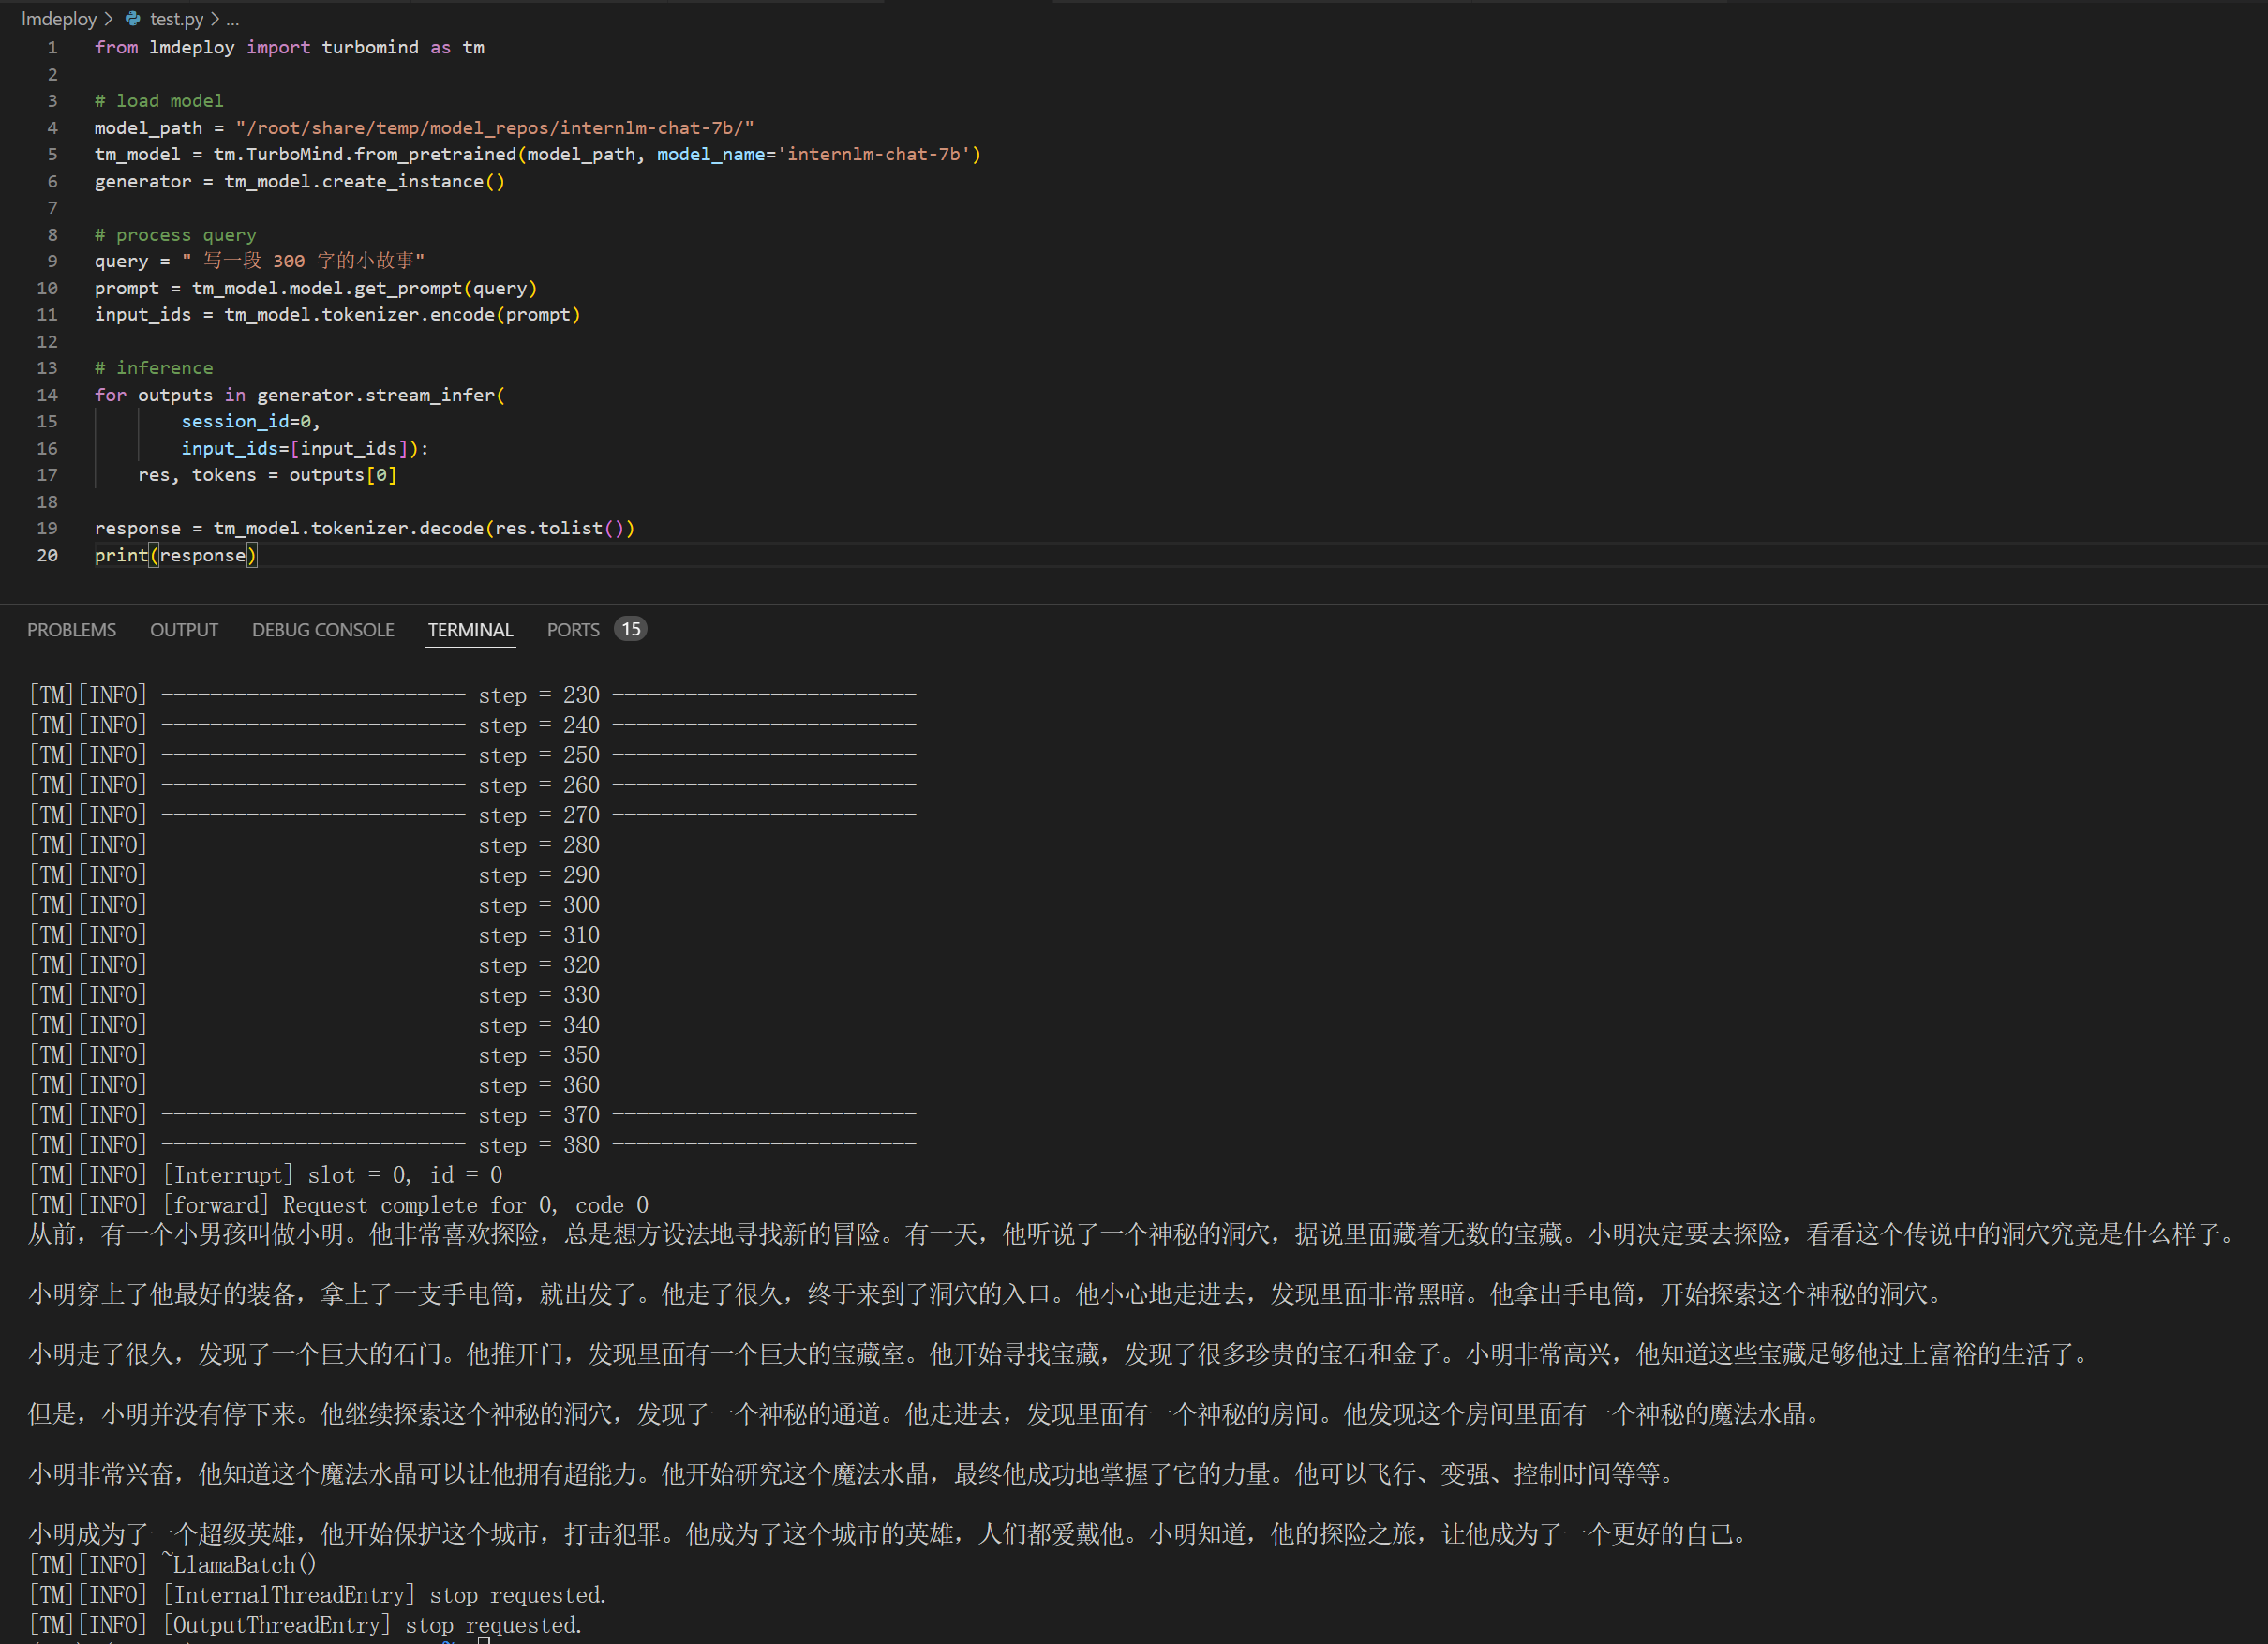 lmdeploy > test.py > ...
1 from lmdeploy import turbomind as tm
2
3 # load model
4 model_path = "/root/share/temp/model_repos/internlm-chat-7b/"
5 tm_model = tm.TurboMind.from_pretrained(model_path, model_name='internlm-chat-7b')
6 generator = tm_model.create_instance()
7
8 # process query
9 query = " 写一段 300 字的小故事"
10 prompt = tm_model.model.get_prompt(query)
11 input_ids = tm_model.tokenizer.encode(prompt)
12
13 # inference
14 for outputs in generator.stream_infer(
15         session_id=0,
16         input_ids=[input_ids]):
17     res, tokens = outputs[0]
18
19 response = tm_model.tokenizer.decode(res.tolist())
20 print(response)
PROBLEMS OUTPUT DEBUG CONSOLE TERMINAL PORTS 15
[TM][INFO] ------------------------- step = 230 -------------------------
[TM][INFO] ------------------------- step = 240 -------------------------
[TM][INFO] ------------------------- step = 250 -------------------------
[TM][INFO] ------------------------- step = 260 -------------------------
[TM][INFO] ------------------------- step = 270 -------------------------
[TM][INFO] ------------------------- step = 280 -------------------------
[TM][INFO] ------------------------- step = 290 -------------------------
[TM][INFO] ------------------------- step = 300 -------------------------
[TM][INFO] ------------------------- step = 310 -------------------------
[TM][INFO] ------------------------- step = 320 -------------------------
[TM][INFO] ------------------------- step = 330 -------------------------
[TM][INFO] ------------------------- step = 340 -------------------------
[TM][INFO] ------------------------- step = 350 -------------------------
[TM][INFO] ------------------------- step = 360 -------------------------
[TM][INFO] ------------------------- step = 370 -------------------------
[TM][INFO] ------------------------- step = 380 -------------------------
[TM][INFO] [Interrupt] slot = 0, id = 0
[TM][INFO] [forward] Request complete for 0, code 0
从前，有一个小男孩叫做小明。他非常喜欢探险，总是想方设法地寻找新的冒险。有一天，他听说了一个神秘的洞穴，据说里面藏着无数的宝藏。小明决定要去探险，看看这个传说中的洞穴究竟是什么样子。
小明穿上了他最好的装备，拿上了一支手电筒，就出发了。他走了很久，终于来到了洞穴的入口。他小心地走进去，发现里面非常黑暗。他拿出手电筒，开始探索这个神秘的洞穴。
小明走了很久，发现了一个巨大的石门。他推开门，发现里面有一个巨大的宝藏室。他开始寻找宝藏，发现了很多珍贵的宝石和金子。小明非常高兴，他知道这些宝藏足够他过上富裕的生活了。
但是，小明并没有停下来。他继续探索这个神秘的洞穴，发现了一个神秘的通道。他走进去，发现里面有一个神秘的房间。他发现这个房间里面有一个神秘的魔法水晶。
小明非常兴奋，他知道这个魔法水晶可以让他拥有超能力。他开始研究这个魔法水晶，最终他成功地掌握了它的力量。他可以飞行、变强、控制时间等等。
小明成为了一个超级英雄，他开始保护这个城市，打击犯罪。他成为了这个城市的英雄，人们都爱戴他。小明知道，他的探险之旅，让他成为了一个更好的自己。
[TM][INFO] ~LlamaBatch()
[TM][INFO] [InternalThreadEntry] stop requested.
[TM][INFO] [OutputThreadEntry] stop requested.